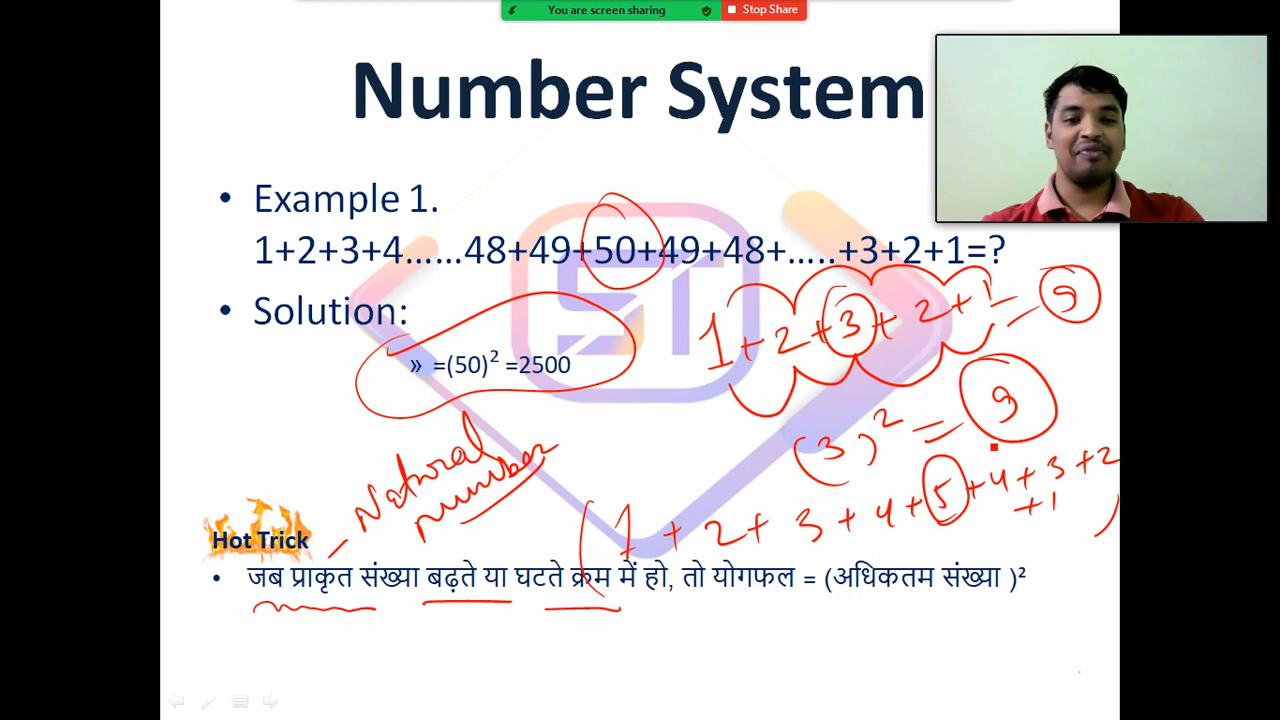 You are screen sharing Stop Share
Number System
• Example 1.
1+2+3+4......48+49+50+49+48+.....+3+2+1=?
• Solution:
1+2+3+2+1=9
» =(50)² =2500
(3)² = 9
Natural
number
(1+2+3+4+5+4+3+2
+1)
Hot Trick
• जब प्राकृत संख्या बढ़ते या घटते क्रम में हो, तो योगफल = (अधिकतम संख्या )²
ST